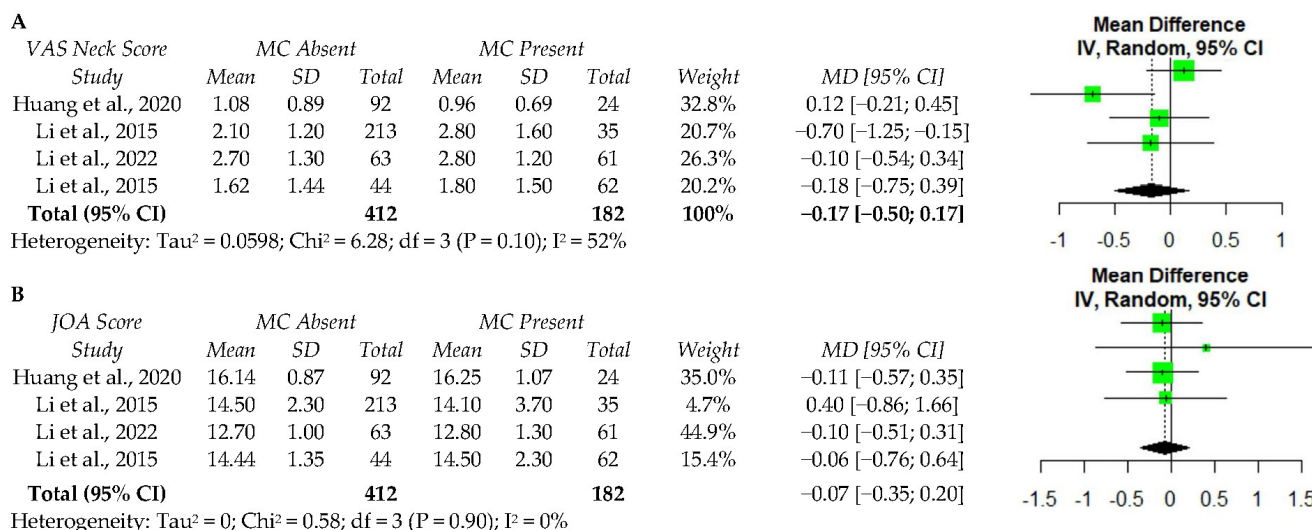 A
VAS Neck Score MC Absent MC Present
Study Mean SD Total Mean SD Total Weight MD [95% CI]
Huang et al., 2020 1.08 0.89 92 0.96 0.69 24 32.8% 0.12 [−0.21; 0.45]
Li et al., 2015 2.10 1.20 213 2.80 1.60 35 20.7% −0.70 [−1.25; −0.15]
Li et al., 2022 2.70 1.30 63 2.80 1.20 61 26.3% −0.10 [−0.54; 0.34]
Li et al., 2015 1.62 1.44 44 1.80 1.50 62 20.2% −0.18 [−0.75; 0.39]
Total (95% CI) 412 182 100% −0.17 [−0.50; 0.17]
Heterogeneity: Tau² = 0.0598; Chi² = 6.28; df = 3 (P = 0.10); I² = 52%
Mean Difference
IV, Random, 95% CI
-1 -0.5 0 0.5 1
B
JOA Score MC Absent MC Present
Study Mean SD Total Mean SD Total Weight MD [95% CI]
Huang et al., 2020 16.14 0.87 92 16.25 1.07 24 35.0% −0.11 [−0.57; 0.35]
Li et al., 2015 14.50 2.30 213 14.10 3.70 35 4.7% 0.40 [−0.86; 1.66]
Li et al., 2022 12.70 1.00 63 12.80 1.30 61 44.9% −0.10 [−0.51; 0.31]
Li et al., 2015 14.44 1.35 44 14.50 2.30 62 15.4% −0.06 [−0.76; 0.64]
Total (95% CI) 412 182 −0.07 [−0.35; 0.20]
Heterogeneity: Tau² = 0; Chi² = 0.58; df = 3 (P = 0.90); I² = 0%
Mean Difference
IV, Random, 95% CI
-1.5 -1 -0.5 0 0.5 1 1.5